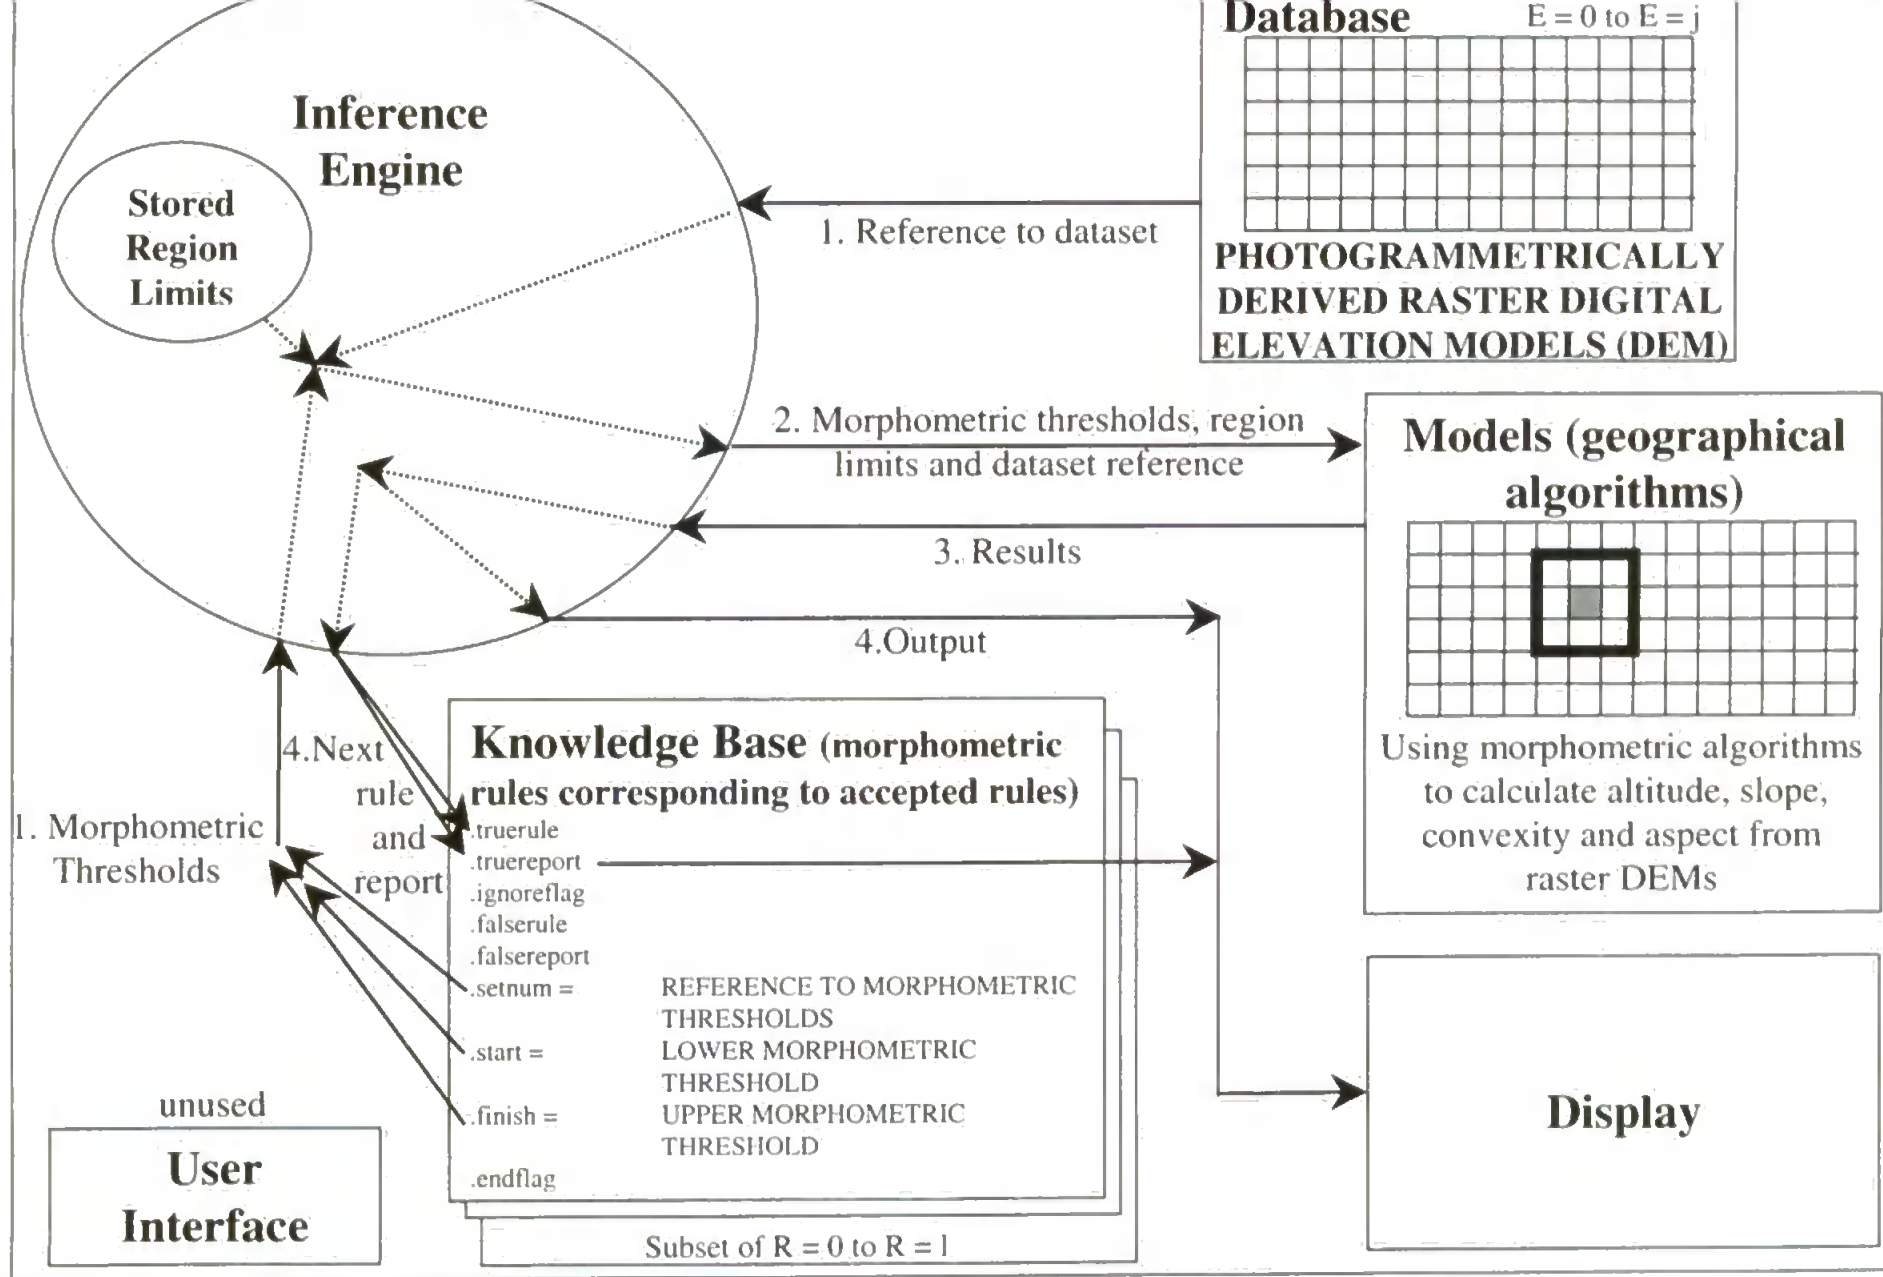 Database
E = 0 to E = j
Inference
Engine
Stored
Region
Limits
1. Reference to dataset
PHOTOGRAMMETRICALLY
DERIVED RASTER DIGITAL
ELEVATION MODELS (DEM)
2. Morphometric thresholds, region
limits and dataset reference
Models (geographical
algorithms)
3. Results
4.Output
Using morphometric algorithms
to calculate altitude, slope,
convexity and aspect from
raster DEMs
4.Next
rule
and
report
1. Morphometric
Thresholds
Knowledge Base (morphometric
rules corresponding to accepted rules)
.truerule
.truereport
.ignoreflag
.falserule
.falsereport
.setnum = REFERENCE TO MORPHOMETRIC
THRESHOLDS
.start = LOWER MORPHOMETRIC
THRESHOLD
.finish = UPPER MORPHOMETRIC
THRESHOLD
.endflag
Subset of R = 0 to R = l
unused
User
Interface
Display